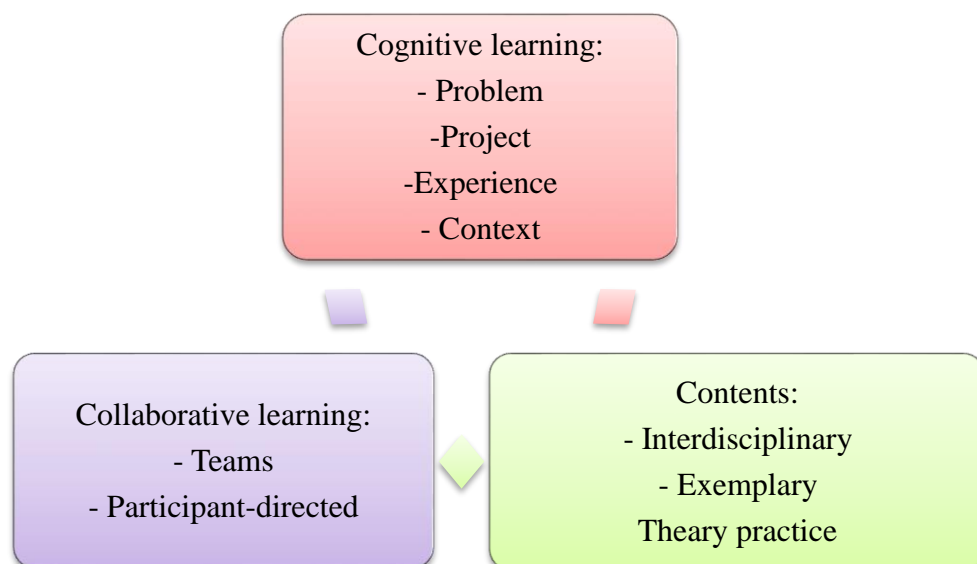 Cognitive learning:
- Problem
-Project
-Experience
- Context
Collaborative learning:
- Teams
- Participant-directed
Contents:
- Interdisciplinary
- Exemplary
Theary practice